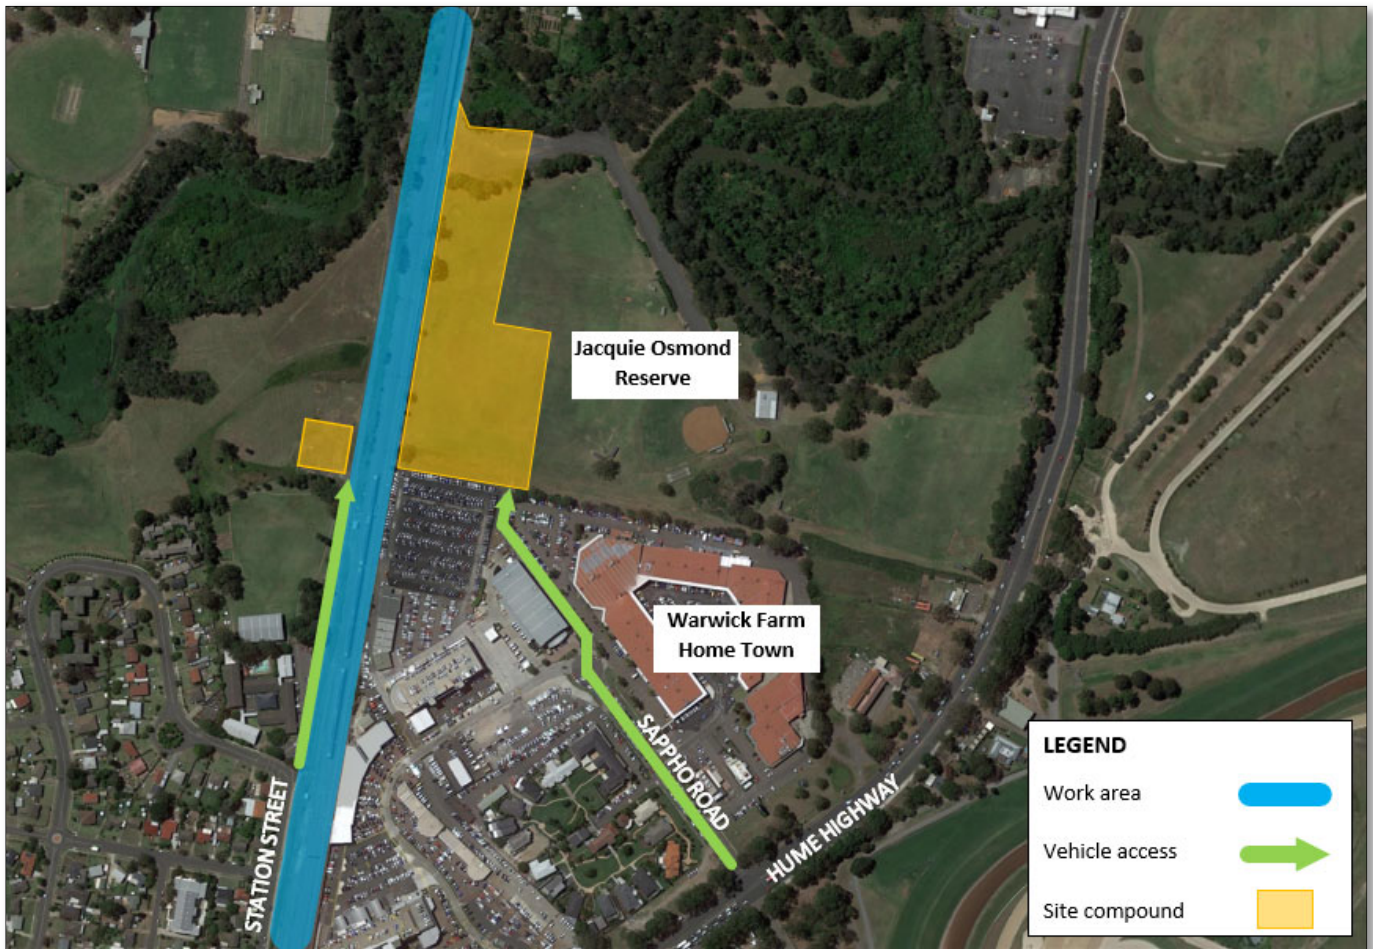 Jacquie Osmond
Reserve
Warwick Farm
Home Town
SAPPHO ROAD
STATION STREET
HUME HIGHWAY
LEGEND
Work area
Vehicle access
Site compound